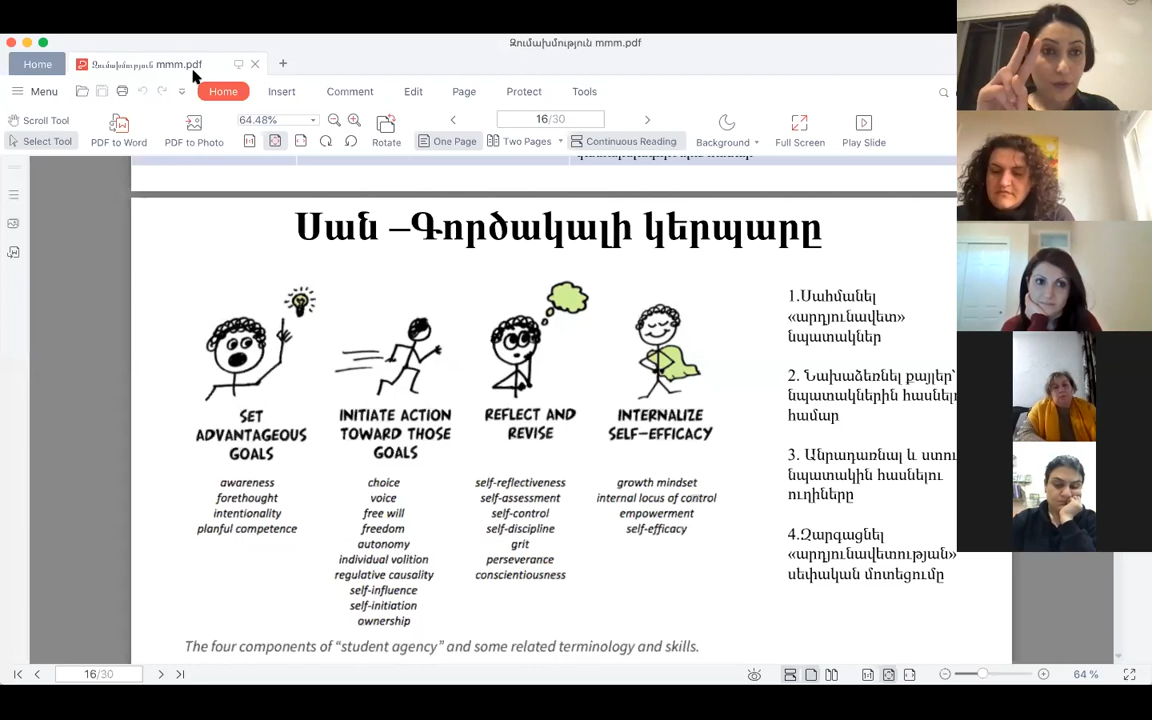 Զումախմություն mmm.pdf
Home
Զումախմություն mmm.pdf
Menu
Home
Insert
Comment
Edit
Page
Protect
Tools
Scroll Tool
Select Tool
PDF to Word
PDF to Photo
64.48%
Rotate
16/30
One Page
Two Pages
Continuous Reading
Background
Full Screen
Play Slide
Սան –Գործակալի կերպարը
SET
ADVANTAGEOUS
GOALS
awareness
forethought
intentionality
planful competence
INITIATE ACTION
TOWARD THOSE
GOALS
choice
voice
free will
freedom
autonomy
individual volition
regulative causality
self-influence
self-initiation
ownership
REFLECT AND
REVISE
self-reflectiveness
self-assessment
self-control
self-discipline
grit
perseverance
conscientiousness
INTERNALIZE
SELF-EFFICACY
growth mindset
internal locus of control
empowerment
self-efficacy
1.Սահմանել
«արդյունավետ»
նպատակներ
2. Նախաձեռնել քայլեր՝
նպատակներին հասնելո
համար
3. Անրադառնալ և ստու
նպատակին հասնելու
ուղիները
4.Զարգացնել
«արդյունավետության»
սեփական մոտեցումը
The four components of “student agency” and some related terminology and skills.
16/30
64 %